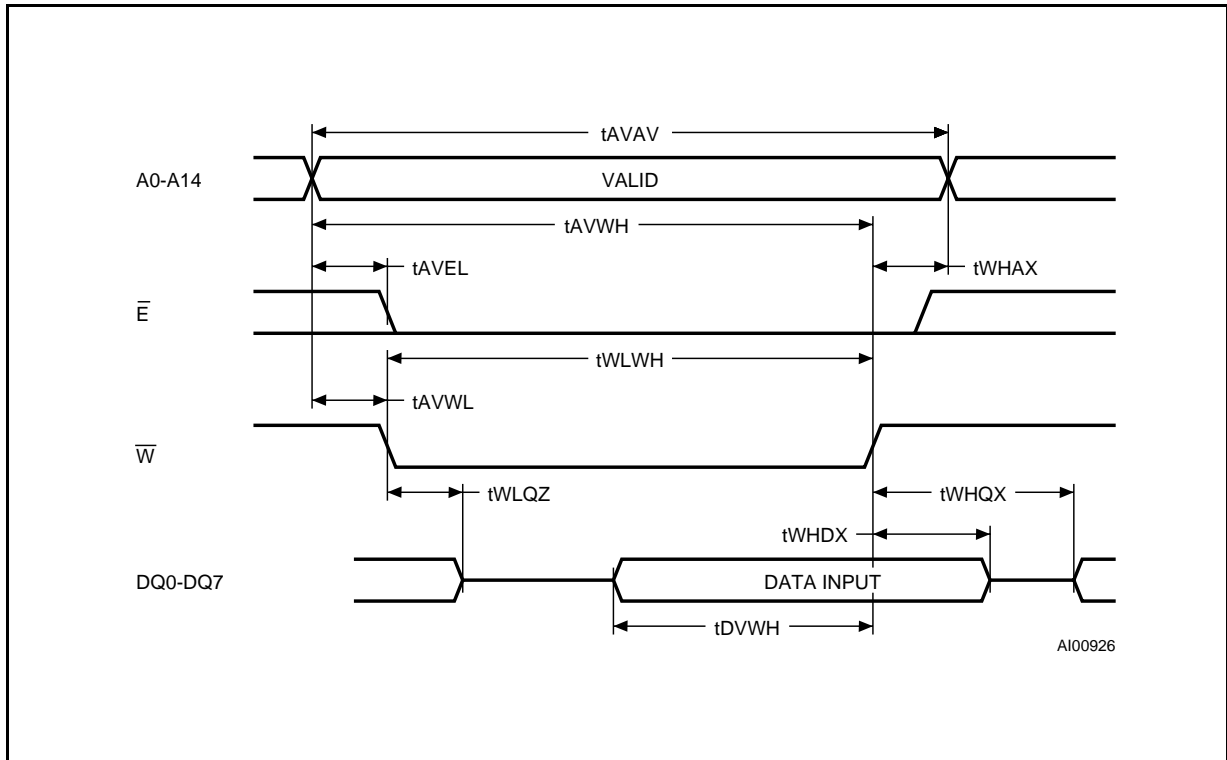 tAVAV
A0-A14 VALID
tAVWH
tAVEL tWHAX
E̅
tWLWH
tAVWL
W̅
tWLQZ tWHQX
tWHDX
DQ0-DQ7 DATA INPUT
tDVWH
AI00926